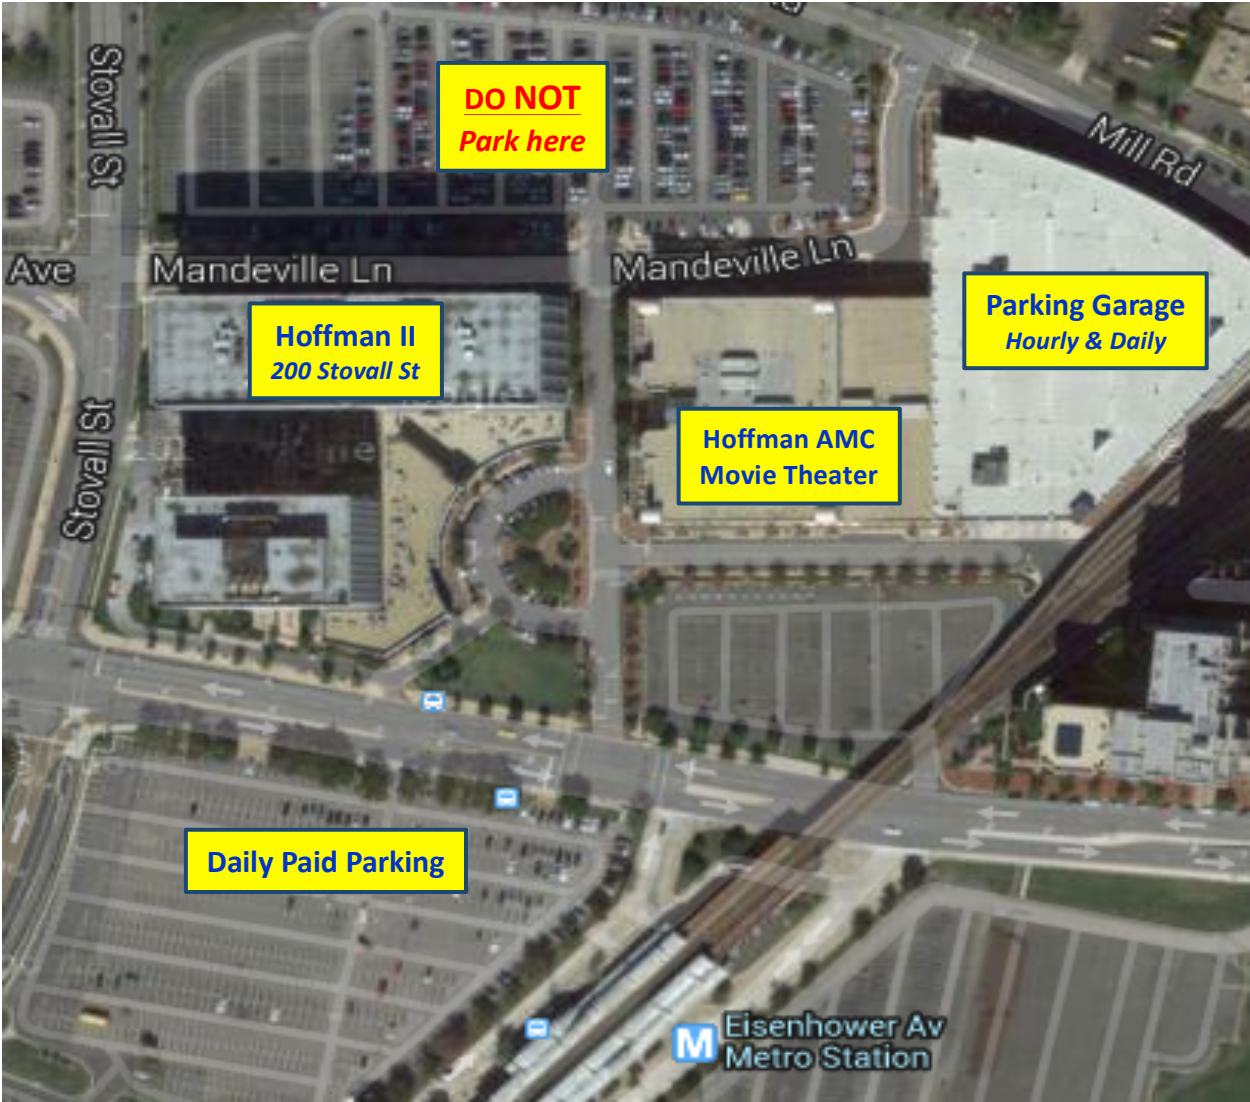 Stovall St
DO NOT
Park here
Mill Rd
Ave
Mandeville Ln
Mandeville Ln
Hoffman II
200 Stovall St
Parking Garage
Hourly & Daily
Stovall St
Hoffman AMC
Movie Theater
Daily Paid Parking
M
Eisenhower Av
Metro Station